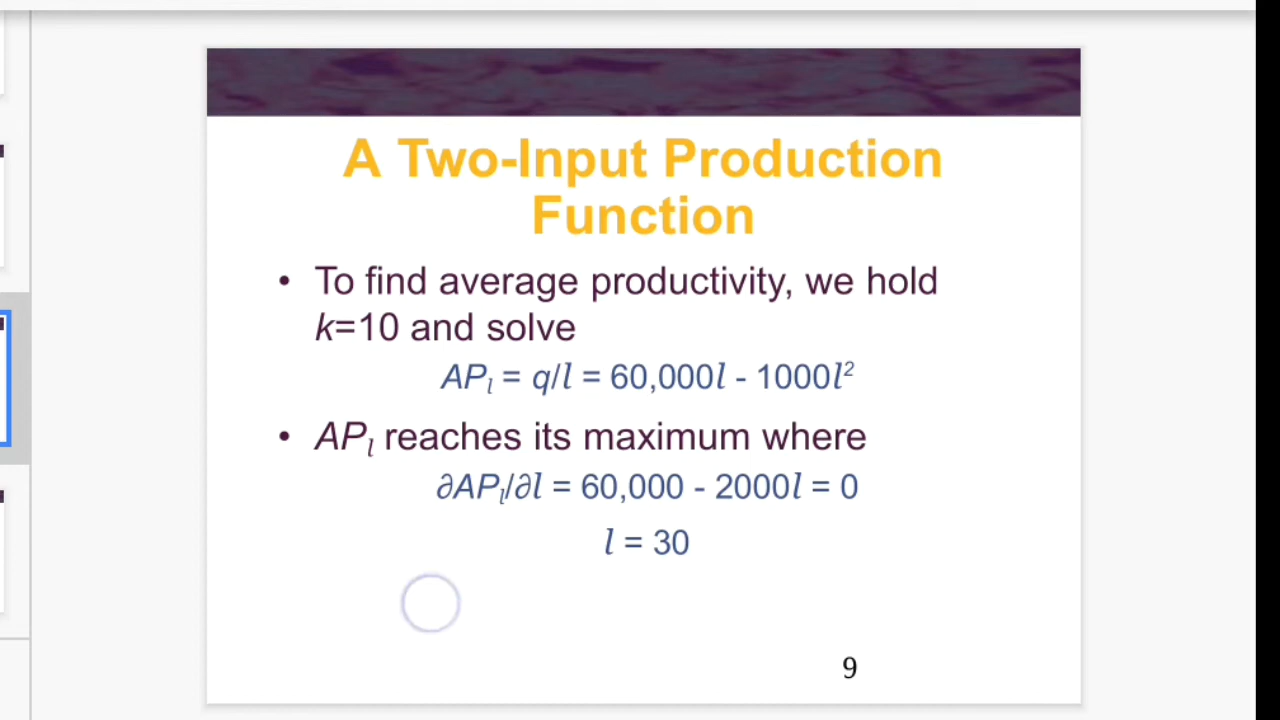 A Two-Input Production
Function
• To find average productivity, we hold
k=10 and solve
APₗ = q/l = 60,000l - 1000l²
• APₗ reaches its maximum where
∂APₗ/∂l = 60,000 - 2000l = 0
l = 30
9